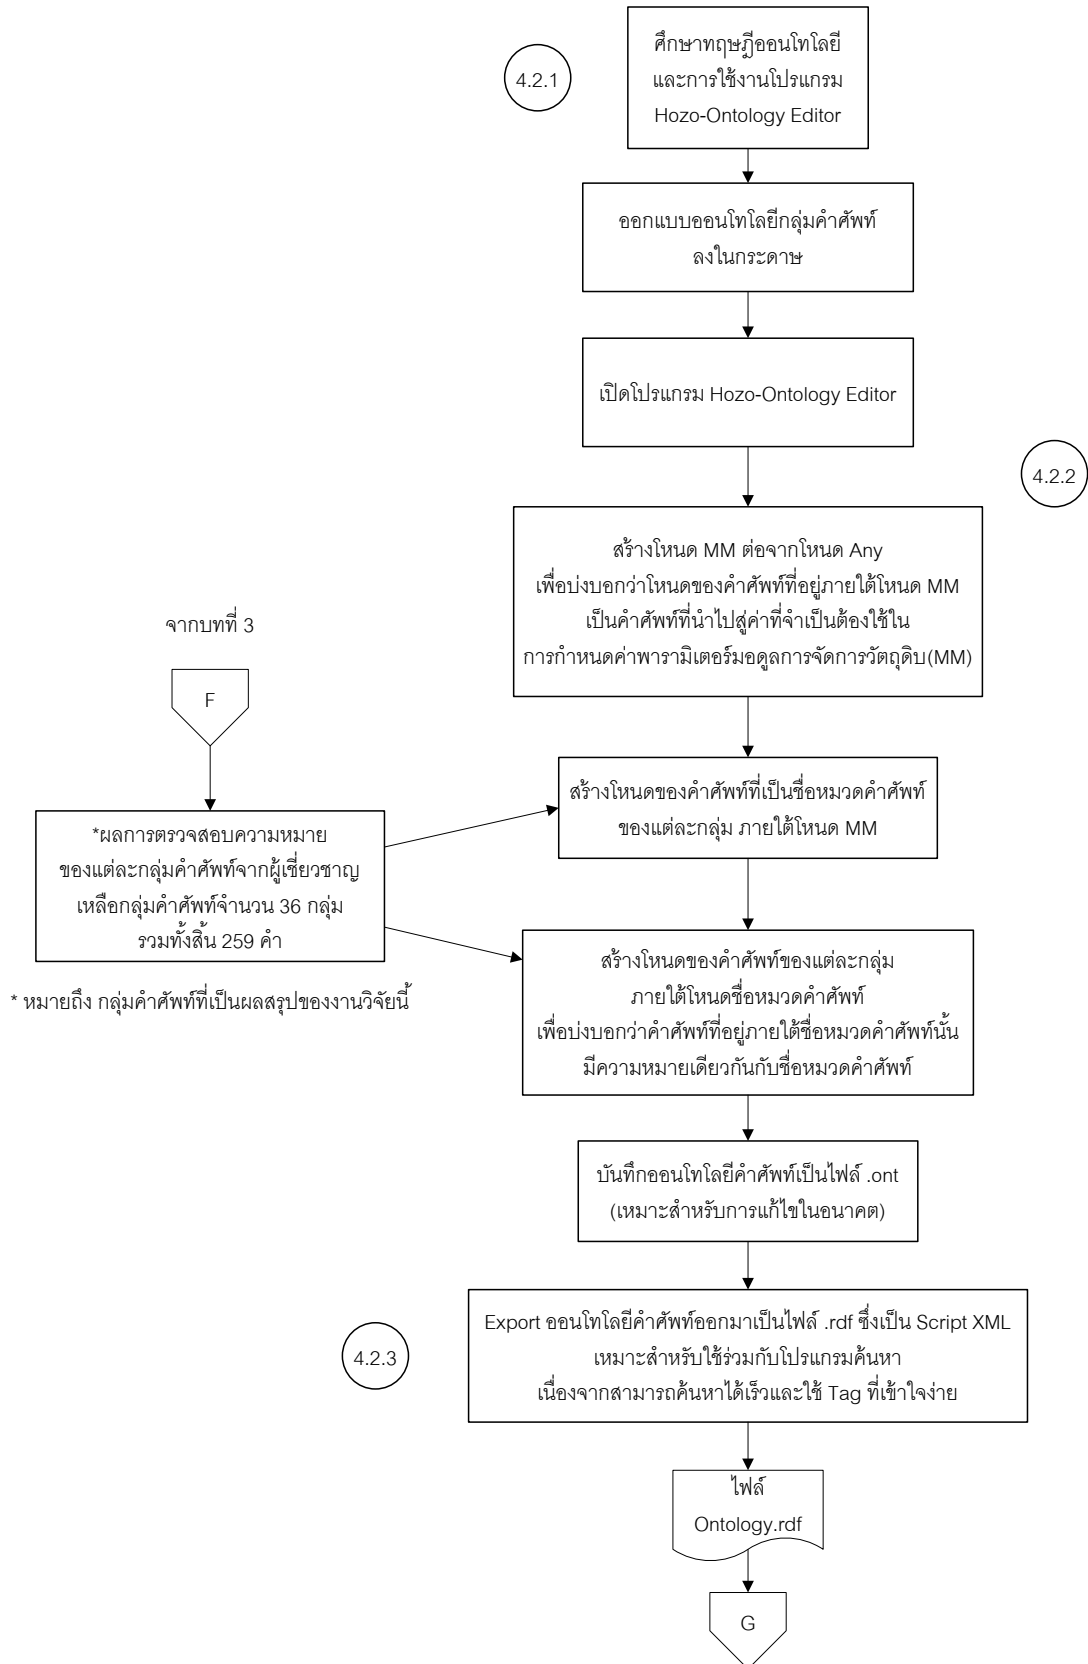 4.2.1
ศึกษาทฤษฎีออนโทโลยี
และการใช้งานโปรแกรม
Hozo-Ontology Editor
ออกแบบออนโทโลยีกลุ่มคำศัพท์
ลงในกระดาษ
เปิดโปรแกรม Hozo-Ontology Editor
4.2.2
สร้างโหนด MM ต่อจากโหนด Any
เพื่อบ่งบอกว่าโหนดของคำศัพท์ที่อยู่ภายใต้โหนด MM
เป็นคำศัพท์ที่นำไปสู่ค่าที่จำเป็นต้องใช้ใน
การกำหนดค่าพารามิเตอร์มอดูลการจัดการวัตถุดิบ(MM)
จากบทที่ 3
F
*ผลการตรวจสอบความหมาย
ของแต่ละกลุ่มคำศัพท์จากผู้เชี่ยวชาญ
เหลือกลุ่มคำศัพท์จำนวน 36 กลุ่ม
รวมทั้งสิ้น 259 คำ
* หมายถึง กลุ่มคำศัพท์ที่เป็นผลสรุปของงานวิจัยนี้
สร้างโหนดของคำศัพท์ที่เป็นชื่อหมวดคำศัพท์
ของแต่ละกลุ่ม ภายใต้โหนด MM
สร้างโหนดของคำศัพท์ของแต่ละกลุ่ม
ภายใต้โหนดชื่อหมวดคำศัพท์
เพื่อบ่งบอกว่าคำศัพท์ที่อยู่ภายใต้ชื่อหมวดคำศัพท์นั้น
มีความหมายเดียวกันกับชื่อหมวดคำศัพท์
บันทึกออนโทโลยีคำศัพท์เป็นไฟล์ .ont
(เหมาะสำหรับการแก้ไขในอนาคต)
4.2.3
Export ออนโทโลยีคำศัพท์ออกมาเป็นไฟล์ .rdf ซึ่งเป็น Script XML
เหมาะสำหรับใช้ร่วมกับโปรแกรมค้นหา
เนื่องจากสามารถค้นหาได้เร็วและใช้ Tag ที่เข้าใจง่าย
ไฟล์
Ontology.rdf
G